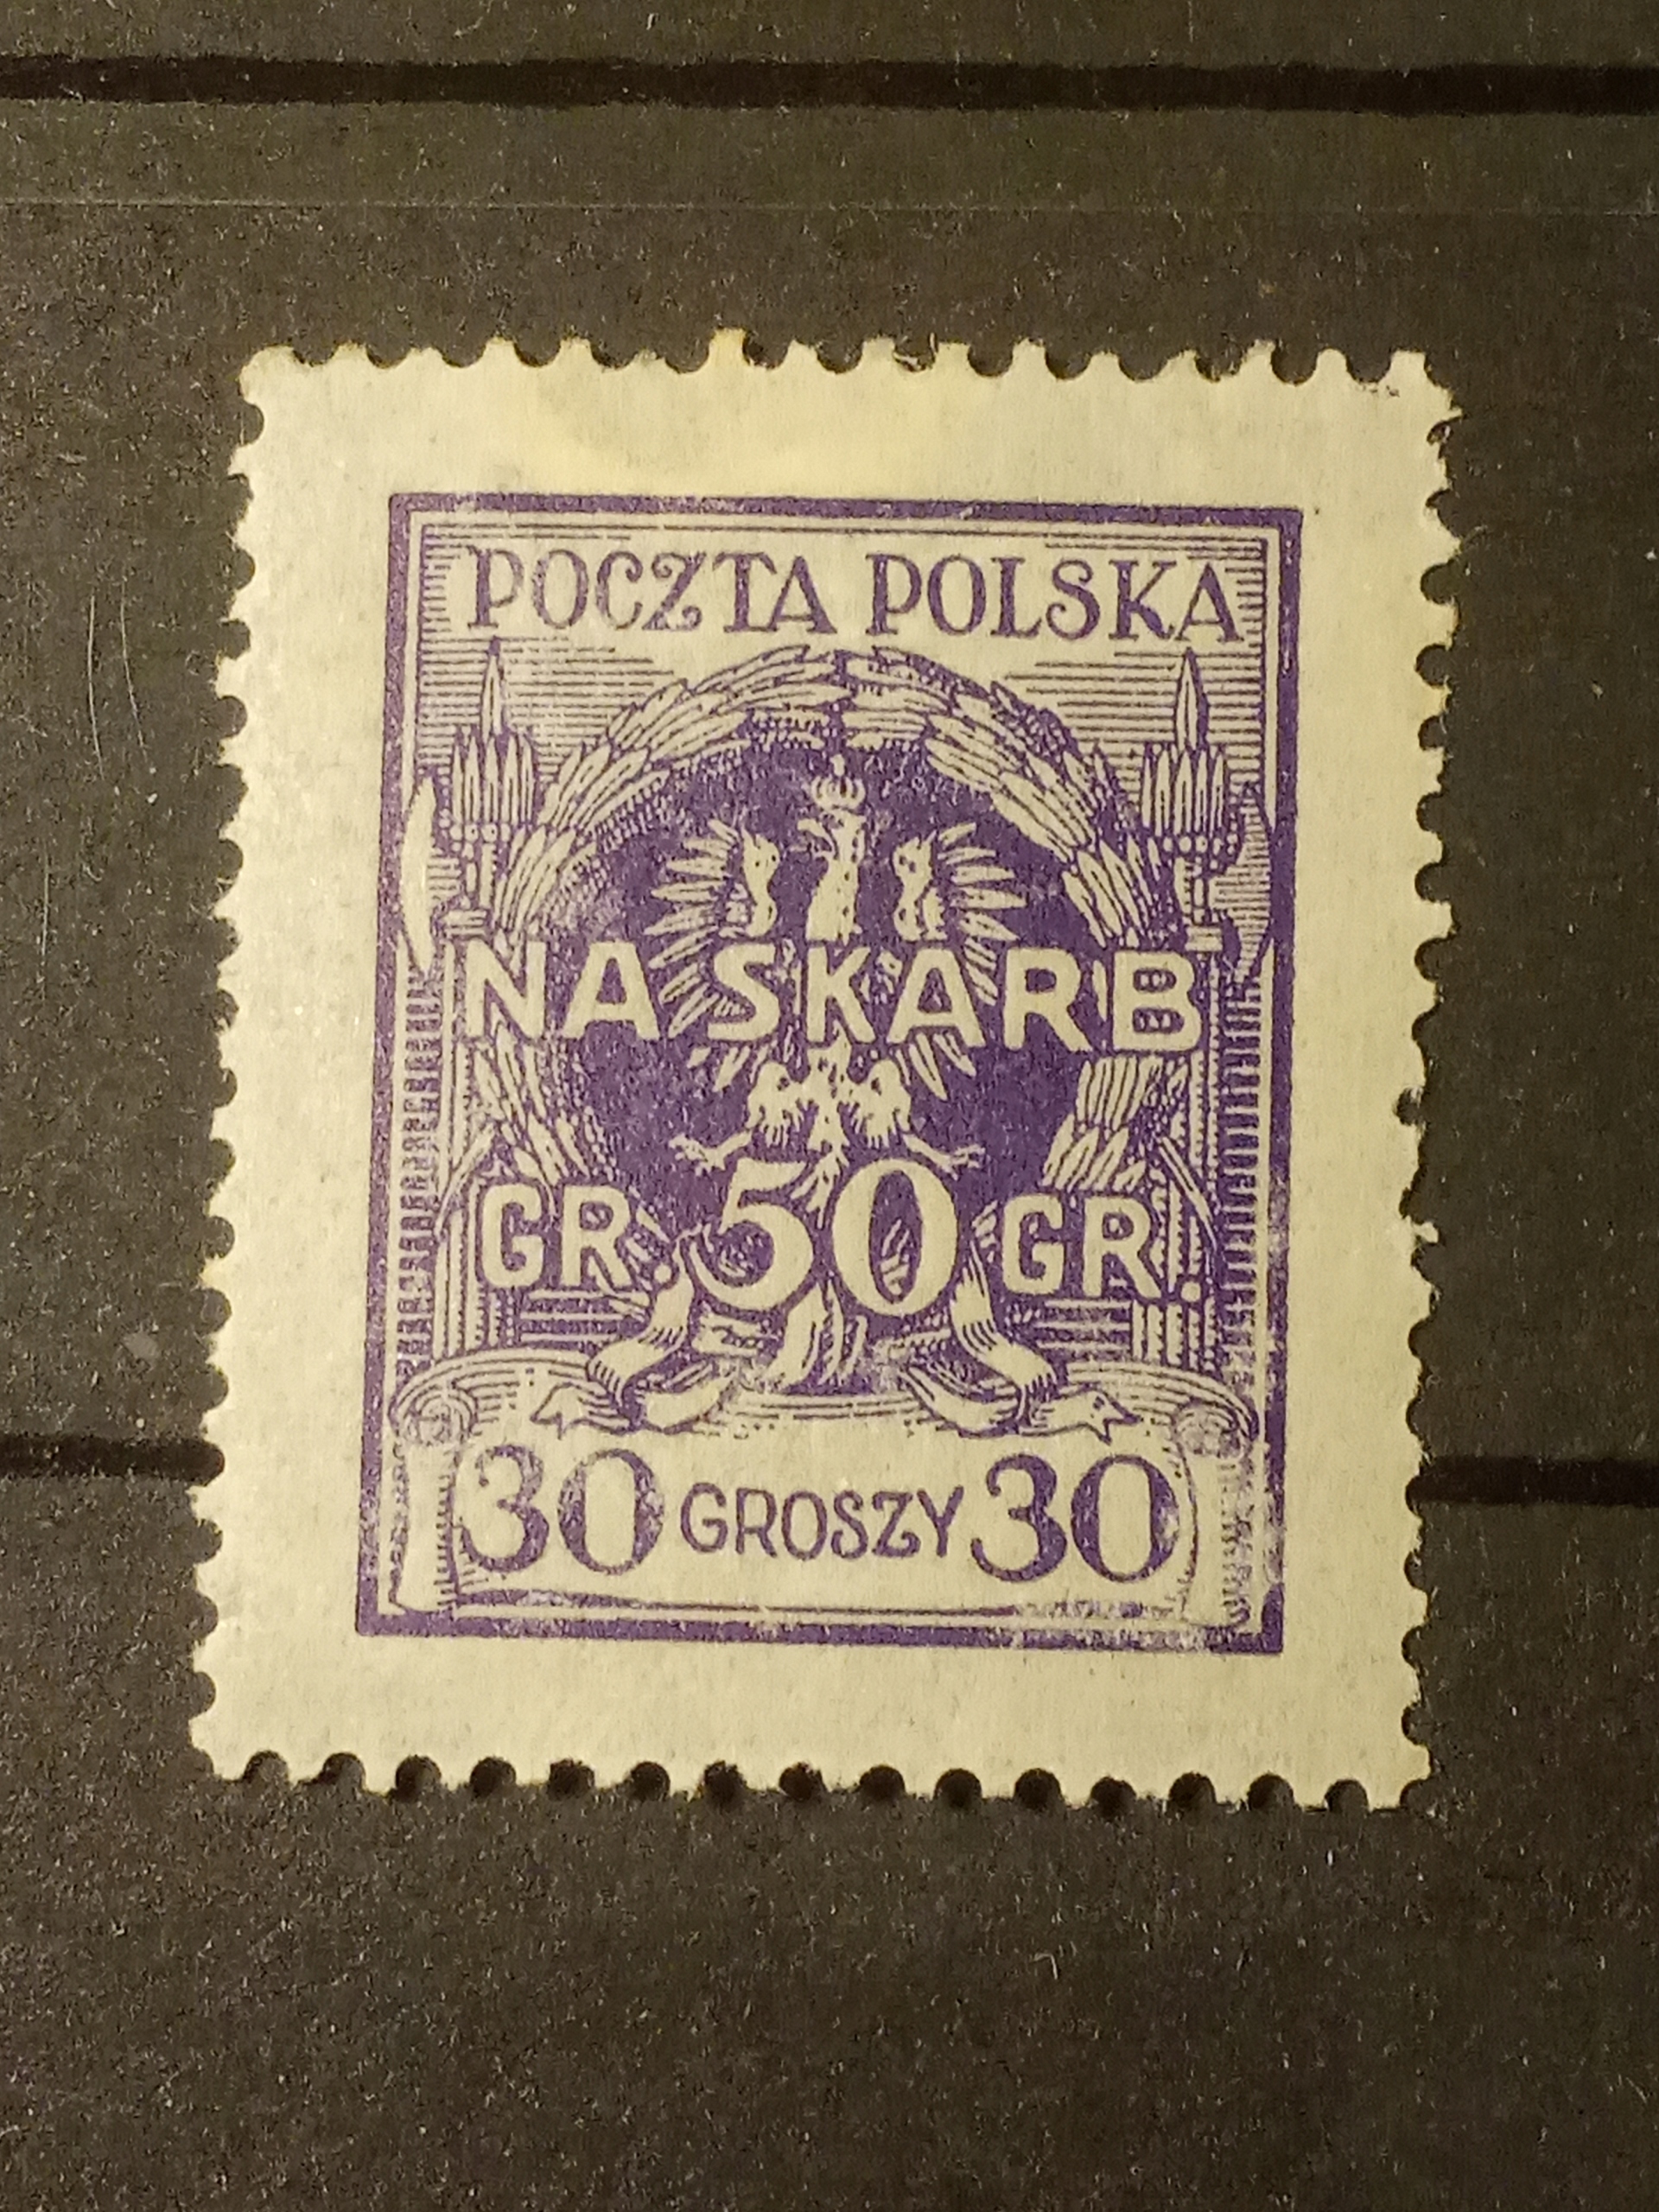 POCZTA POLSKA
NA SKARB
GR. 50 GR.
30 GROSZY 30